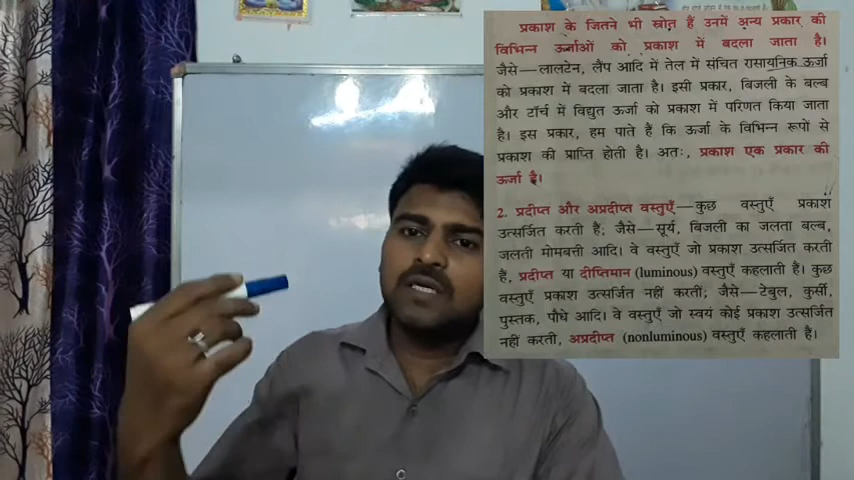 प्रकाश के जितने भी स्रोत हैं उनमें अन्य प्रकार की
विभिन्न ऊर्जाओं को प्रकाश में बदला जाता है।
जैसे—लालटेन, लैंप आदि में तेल में संचित रासायनिक ऊर्जा
को प्रकाश में बदला जाता है। इसी प्रकार, बिजली के बल्ब
और टॉर्च में विद्युत ऊर्जा को प्रकाश में परिणत किया जाता
है। इस प्रकार, हम पाते हैं कि ऊर्जा के विभिन्न रूपों से
प्रकाश की प्राप्ति होती है। अतः, प्रकाश एक प्रकार की
ऊर्जा है।
2. प्रदीप्त और अप्रदीप्त वस्तुएँ—कुछ वस्तुएँ प्रकाश
उत्सर्जित करती हैं; जैसे—सूर्य, बिजली का जलता बल्ब,
जलती मोमबत्ती आदि। वे वस्तुएँ जो प्रकाश उत्सर्जित करती
हैं, प्रदीप्त या दीप्तिमान (luminous) वस्तुएँ कहलाती हैं। कुछ
वस्तुएँ प्रकाश उत्सर्जित नहीं करतीं; जैसे—टेबुल, कुर्सी,
पुस्तक, पौधे आदि। वे वस्तुएँ जो स्वयं कोई प्रकाश उत्सर्जित
नहीं करतीं, अप्रदीप्त (nonluminous) वस्तुएँ कहलाती हैं।